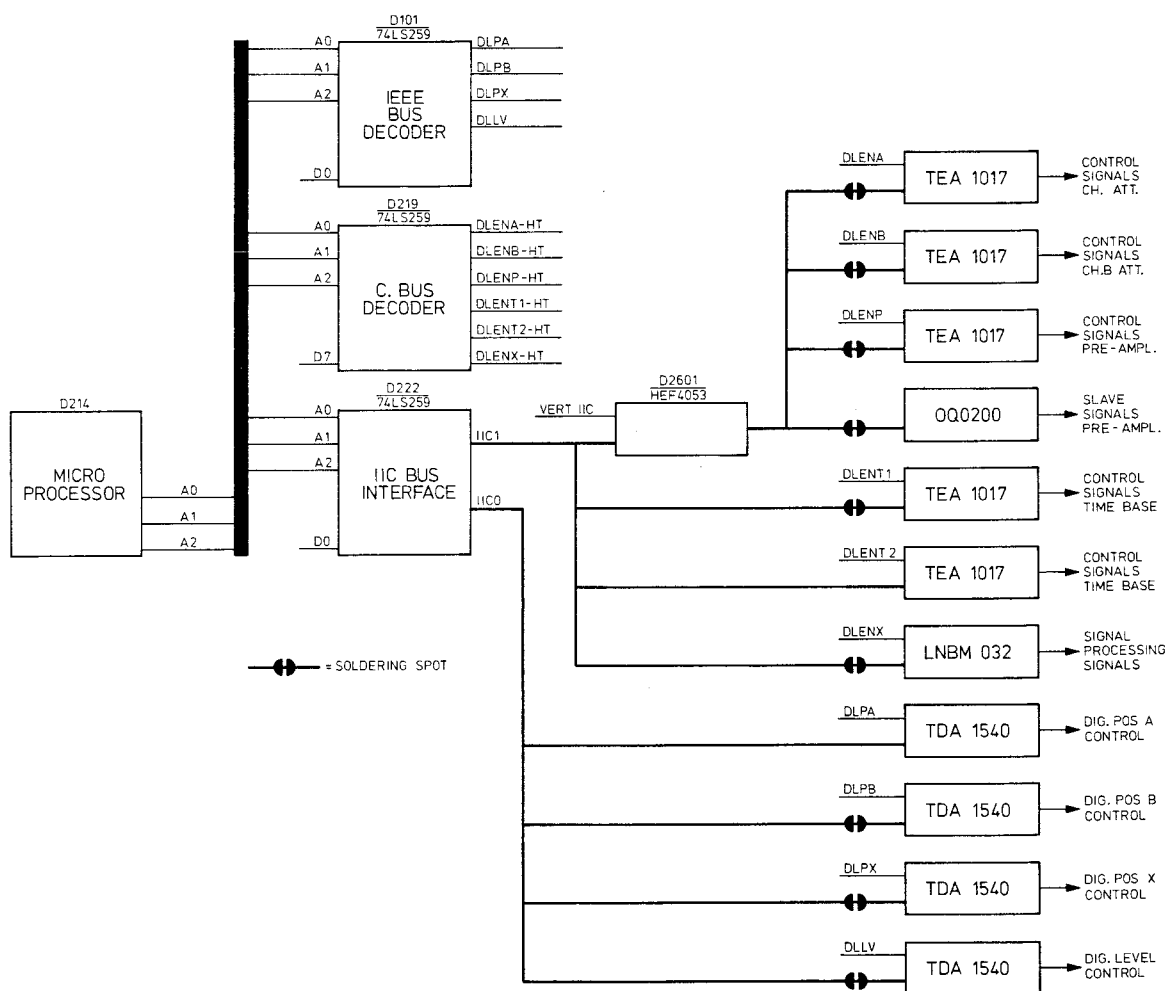 D101
74LS259
A0
DLPA
A1
DLPB
A2
DLPX
DLLV
IEEE
BUS
DECODER
D0
D219
74LS259
A0
DLENA-HT
A1
DLENB-HT
A2
DLENP-HT
DLENT1-HT
DLENT2-HT
D7
DLENX-HT
C. BUS
DECODER
D222
74LS259
A0
A1
A2
IIC1
IIC0
IIC BUS
INTERFACE
D0
D214
MICRO
PROCESSOR
A0
A1
A2
= SOLDERING SPOT
D2601
HEF4053
VERT IIC
DLENA
TEA 1017
CONTROL
SIGNALS
CH. ATT.
DLENB
TEA 1017
CONTROL
SIGNALS
CH.B ATT.
DLENP
TEA 1017
CONTROL
SIGNALS
PRE-AMPL.
OQ0200
SLAVE
SIGNALS
PRE-AMPL.
DLENT1
TEA 1017
CONTROL
SIGNALS
TIME BASE
DLENT 2
TEA 1017
CONTROL
SIGNALS
TIME BASE
DLENX
LNBM 032
SIGNAL
PROCESSING
SIGNALS
DLPA
TDA 1540
DIG. POS A
CONTROL
DLPB
TDA 1540
DIG. POS B
CONTROL
DLPX
TDA 1540
DIG. POS X
CONTROL
DLLV
TDA 1540
DIG. LEVEL
CONTROL